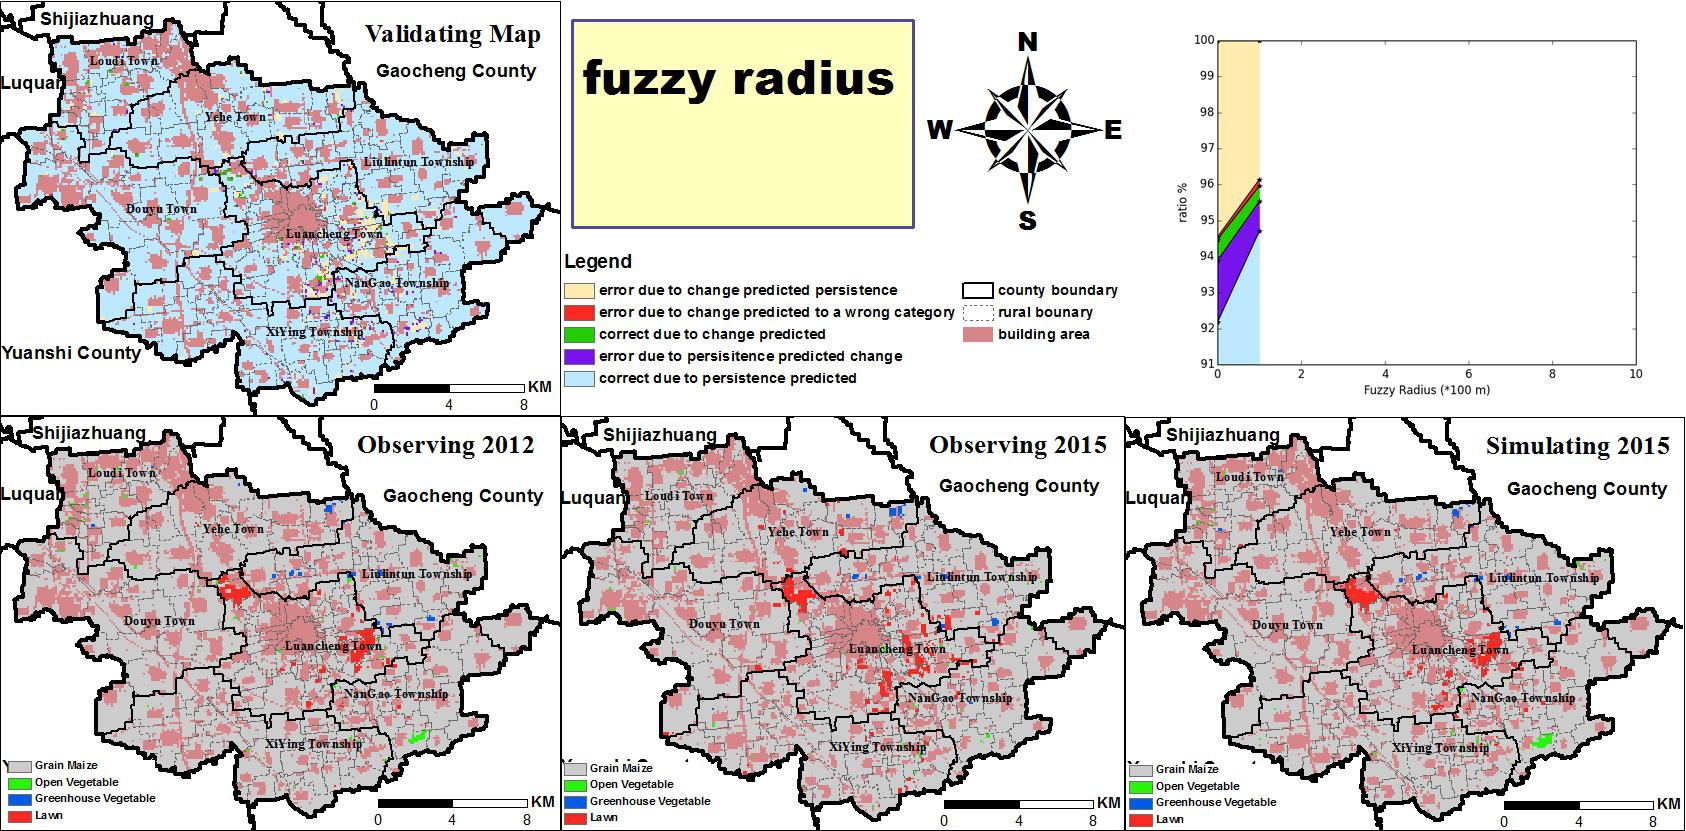 Shijiazhuang
Validating Map
Gaocheng County
Loudi Town
Luquan
Yehe Town
Liulintun Township
Douyu Town
Luancheng Town
NanGao Township
XiYing Township
Yuanshi County
KM
0 4 8
fuzzy radius
N
W E
S
Legend
error due to change predicted persistence
error due to change predicted to a wrong category
correct due to change predicted
error due to persisitence predicted change
correct due to persistence predicted
county boundary
rural bounary
building area
100
99
98
97
96
95
94
93
92
91
ratio %
0 2 4 6 8 10
Fuzzy Radius (*100 m)
Shijiazhuang
Observing 2012
Gaocheng County
Loudi Town
Luquan
Yehe Town
Liulintun Township
Douyu Town
Luancheng Town
NanGao Township
XiYing Township
Grain Maize
Open Vegetable
Greenhouse Vegetable
Lawn
KM
0 4 8
Shijiazhuang
Observing 2015
Gaocheng County
Loudi Town
Luquan
Yehe Town
Liulintun Township
Douyu Town
Luancheng Town
NanGao Township
XiYing Township
Grain Maize
Open Vegetable
Greenhouse Vegetable
Lawn
KM
0 4 8
Shijiazhuang
Simulating 2015
Gaocheng County
Loudi Town
Luquan
Yehe Town
Liulintun Township
Douyu Town
Luancheng Town
NanGao Township
XiYing Township
Grain Maize
Open Vegetable
Greenhouse Vegetable
Lawn
KM
0 4 8